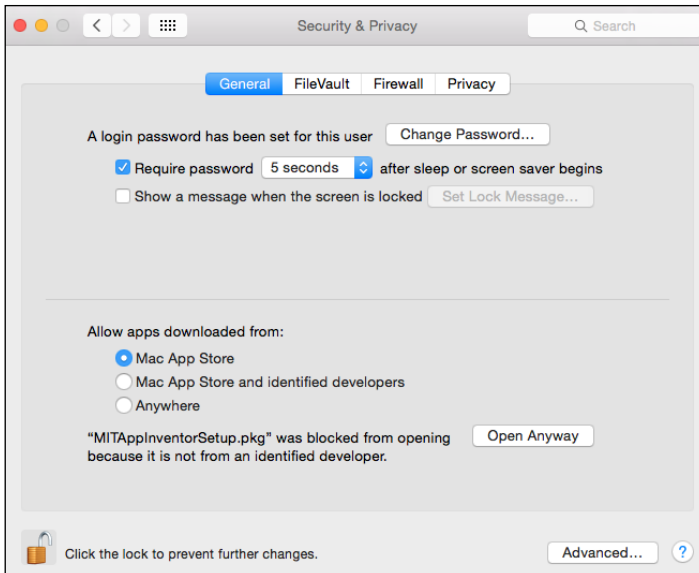 Security & Privacy
Search
General FileVault Firewall Privacy
A login password has been set for this user Change Password...
Require password 5 seconds after sleep or screen saver begins
Show a message when the screen is locked Set Lock Message...
Allow apps downloaded from:
Mac App Store
Mac App Store and identified developers
Anywhere
“MITAppInventorSetup.pkg” was blocked from opening Open Anyway
because it is not from an identified developer.
Click the lock to prevent further changes. Advanced... ?